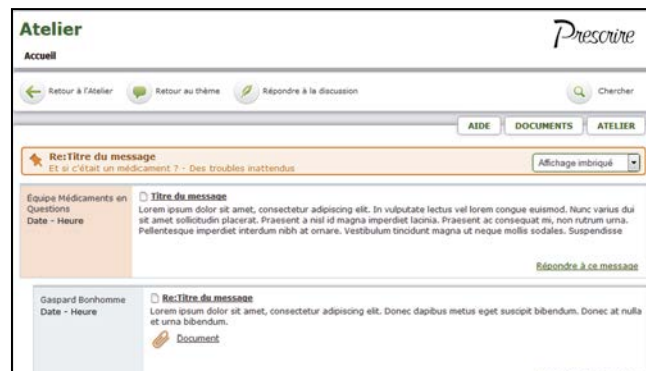 Atelier
Prescrire
Accueil
Retour à l'Atelier
Retour au thème
Répondre à la discussion
Chercher
AIDE
DOCUMENTS
ATELIER
Re:Titre du message
Et si c'était un médicament ? - Des troubles inattendus
Affichage imbriqué
Équipe Médicaments en
Questions
Date - Heure
Titre du message
Lorem ipsum dolor sit amet, consectetur adipiscing elit. In vulputate lectus vel lorem congue euismod. Nunc varius dui
sit amet sollicitudin placerat. Praesent a nisl id magna imperdiet lacinia. Praesent ac consequat mi, non rutrum urna.
Pellentesque imperdiet interdum nibh at ornare. Vestibulum tincidunt magna ut neque mollis sodales. Suspendisse
Répondre à ce message
Gaspard Bonhomme
Date - Heure
Re:Titre du message
Lorem ipsum dolor sit amet, consectetur adipiscing elit. Donec dapibus metus eget suscipit bibendum. Donec at nulla
et urna bibendum.
Document